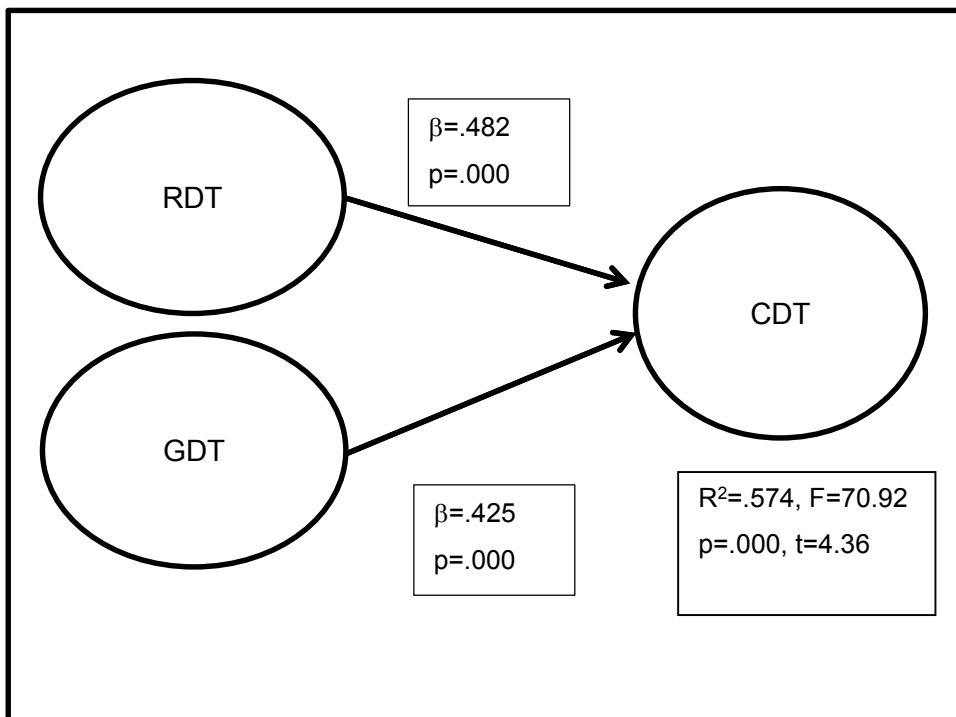 RDT
β=.482
p=.000
CDT
GDT
β=.425
p=.000
R²=.574, F=70.92
p=.000, t=4.36